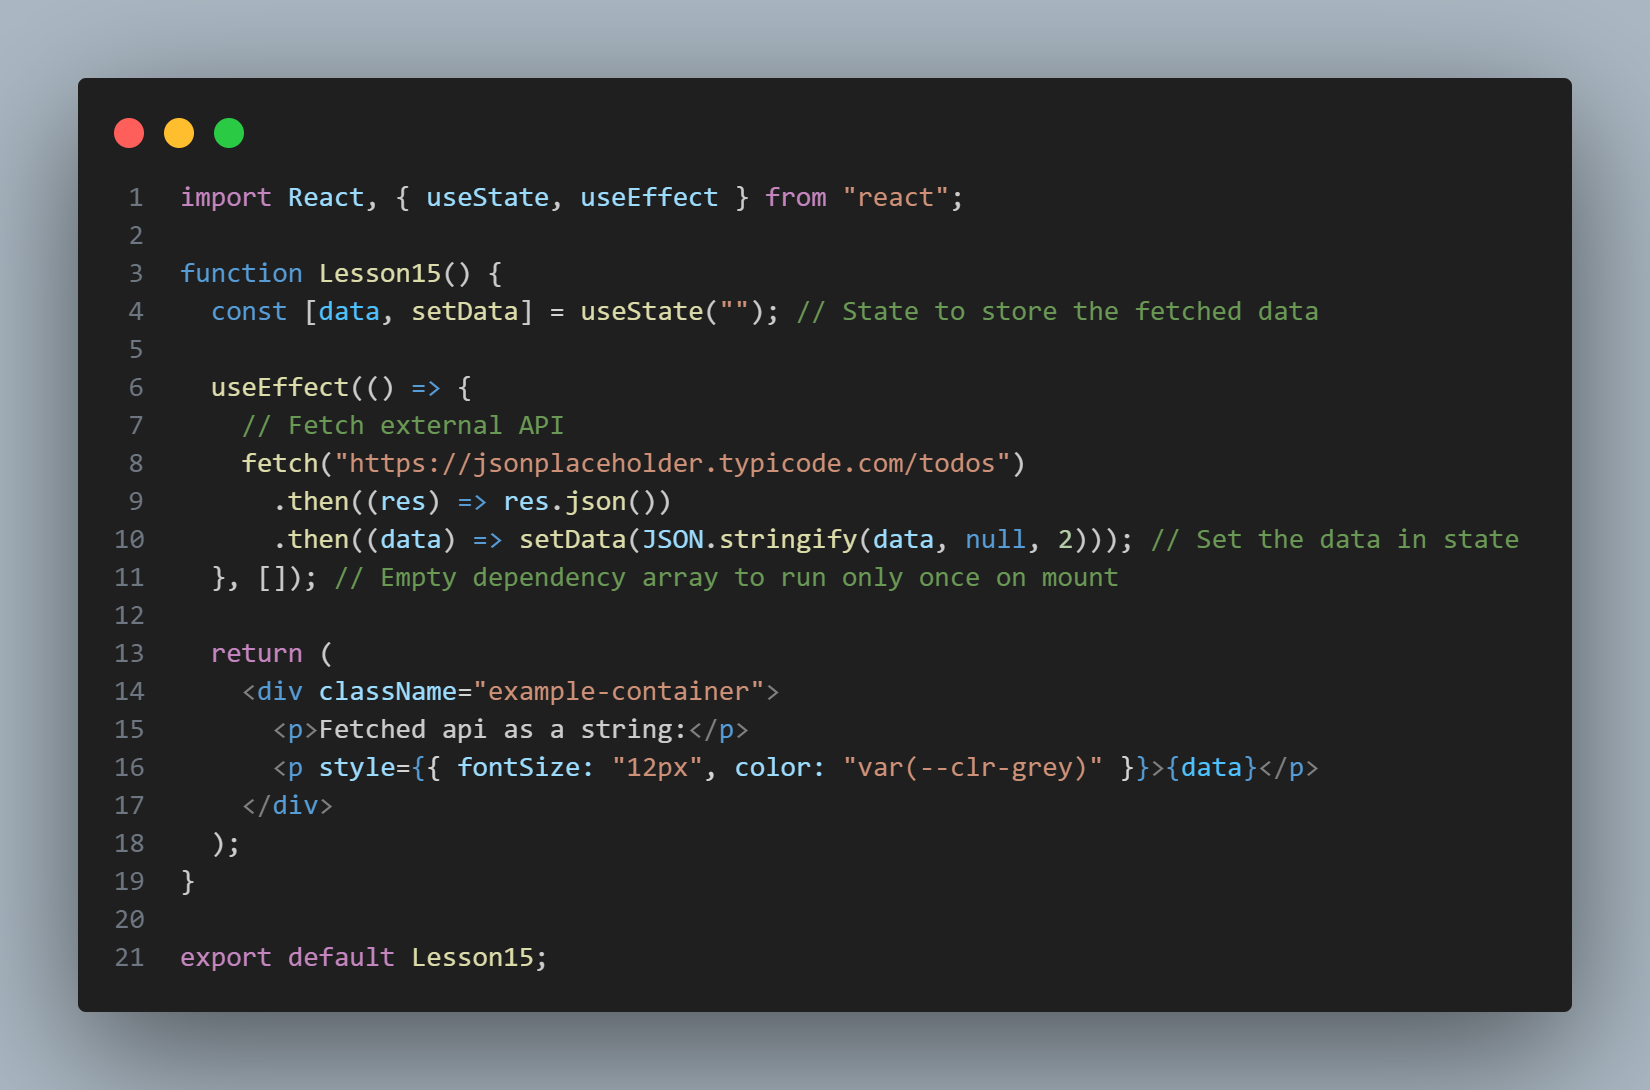 1 import React, { useState, useEffect } from "react";
2
3 function Lesson15() {
4   const [data, setData] = useState(""); // State to store the fetched data
5
6   useEffect(() => {
7     // Fetch external API
8     fetch("https://jsonplaceholder.typicode.com/todos")
9       .then((res) => res.json())
10       .then((data) => setData(JSON.stringify(data, null, 2))); // Set the data in state
11   }, []); // Empty dependency array to run only once on mount
12
13   return (
14     <div className="example-container">
15       <p>Fetched api as a string:</p>
16       <p style={{ fontSize: "12px", color: "var(--clr-grey)" }}>{data}</p>
17     </div>
18   );
19 }
20
21 export default Lesson15;